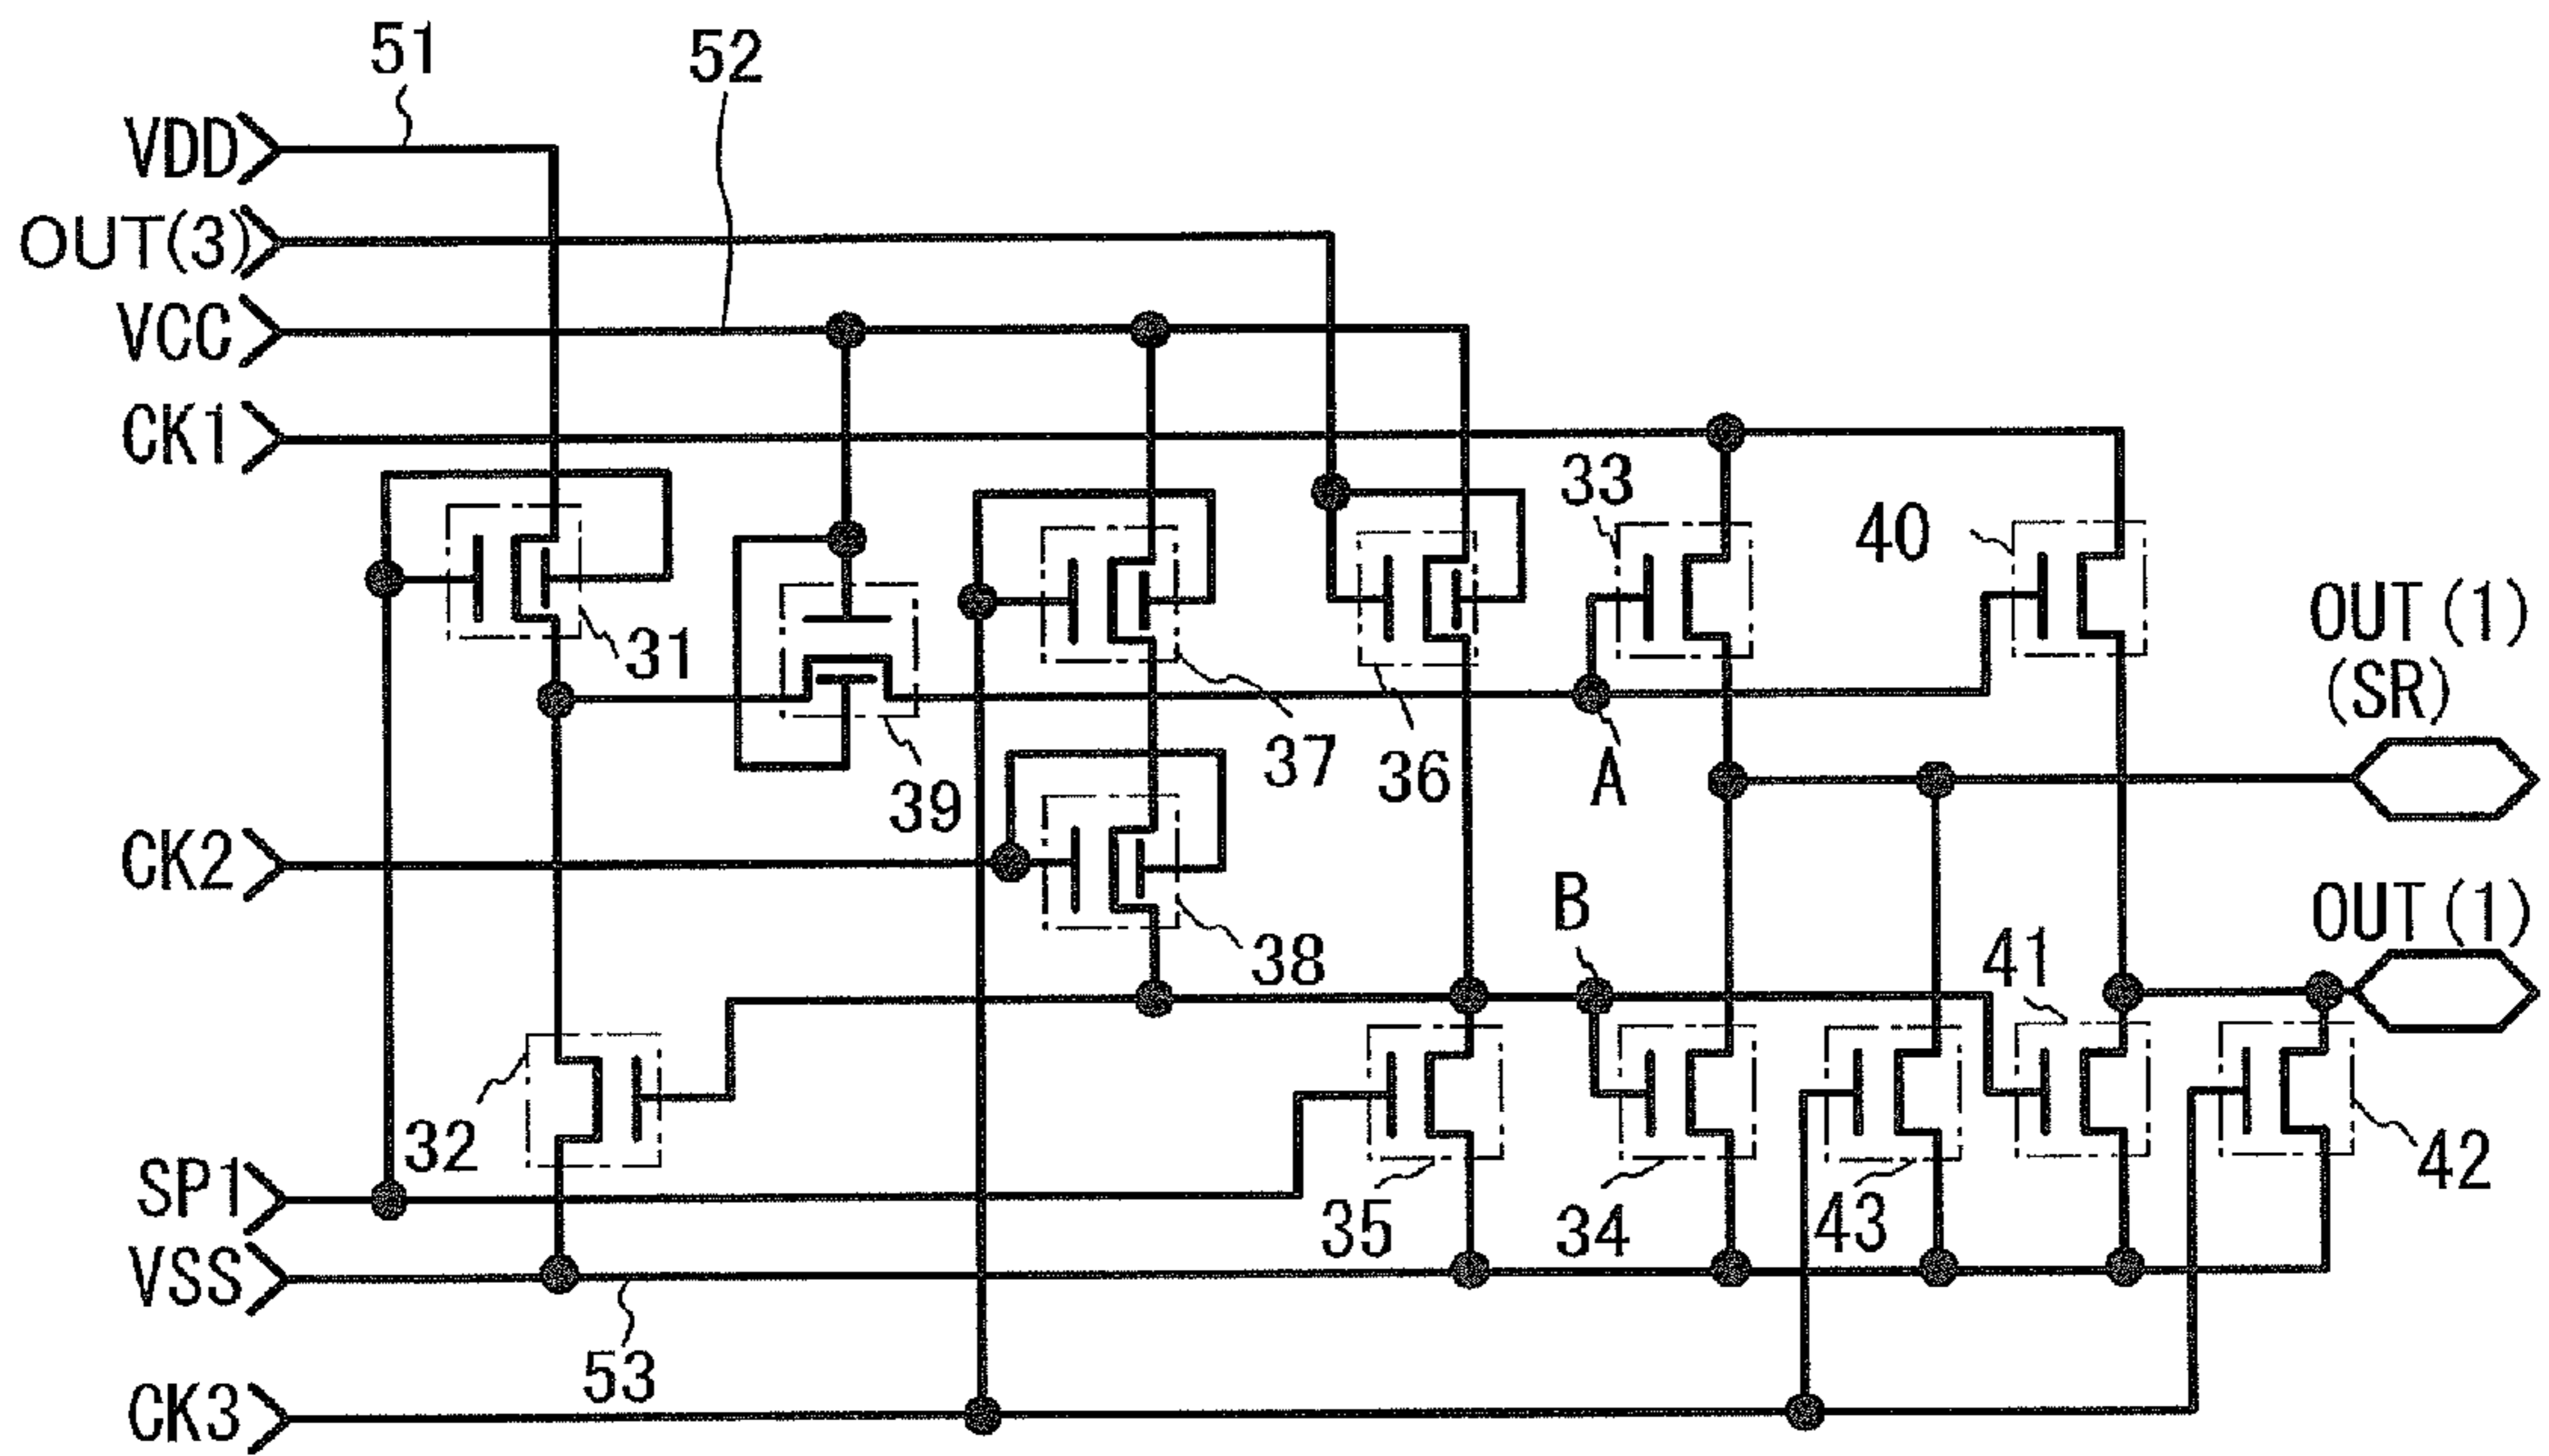 51
52
VDD
OUT(3)
VCC
CK1
33
40
OUT(1)
(SR)
31
37
36
A
39
CK2
B
OUT(1)
38
41
32
42
SP1
35
34
43
VSS
53
CK3